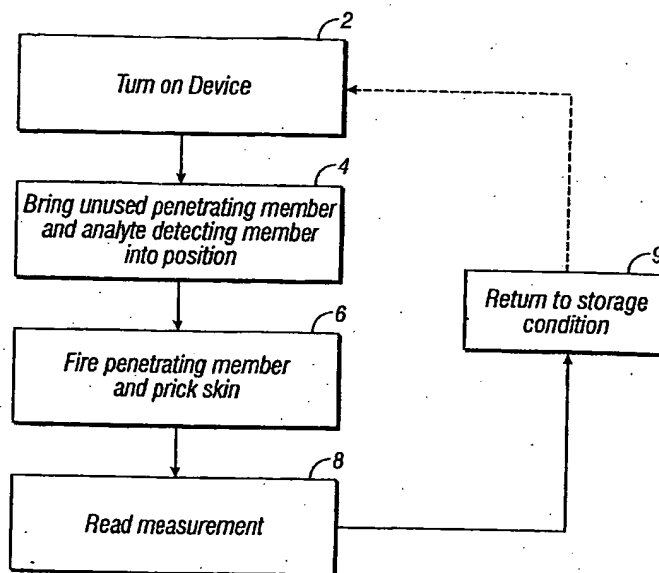 2
Turn on Device
4
Bring unused penetrating member
and analyte detecting member
into position
9
Return to storage
condition
6
Fire penetrating member
and prick skin
8
Read measurement